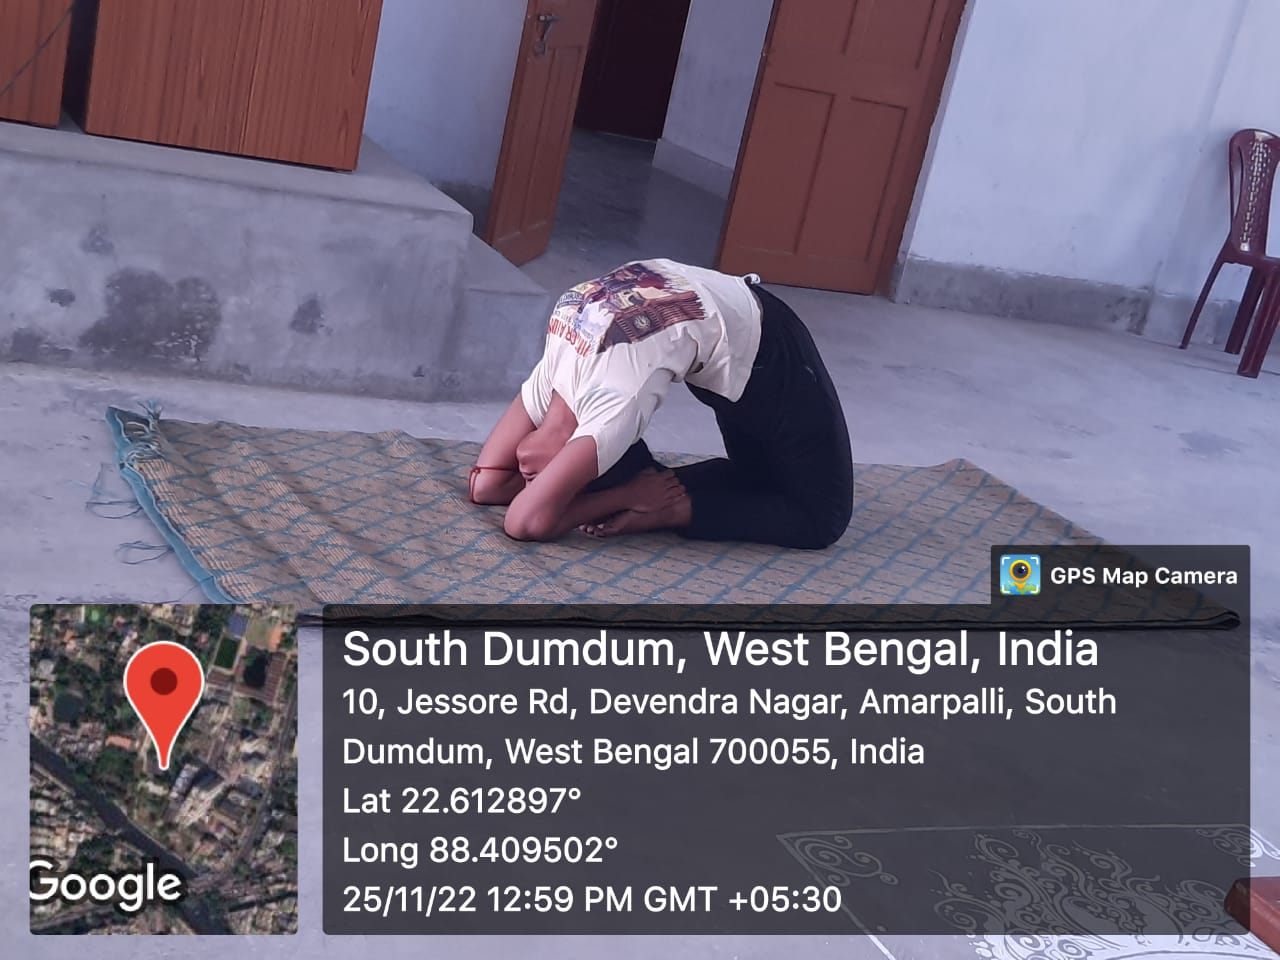 GPS Map Camera
South Dumdum, West Bengal, India
10, Jessore Rd, Devendra Nagar, Amarpalli, South
Dumdum, West Bengal 700055, India
Lat 22.612897°
Long 88.409502°
25/11/22 12:59 PM GMT +05:30
Google